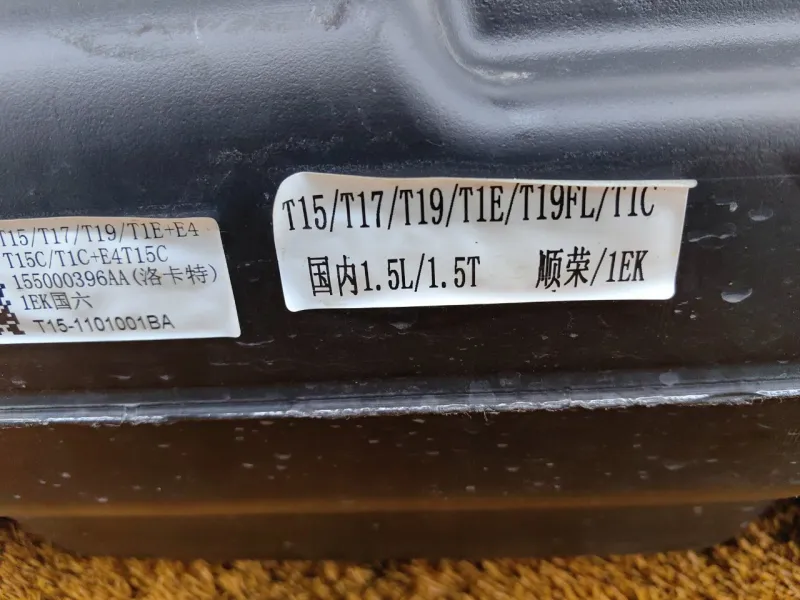 T15/T17/T19/T1E+E4
T15C/T1C+E4T15C
155000396AA(洛卡特)
1EK国六
T15-1101001BA
T15/T17/T19/T1E/T19FL/T1C
国内1.5L/1.5T 顺荣/1EK